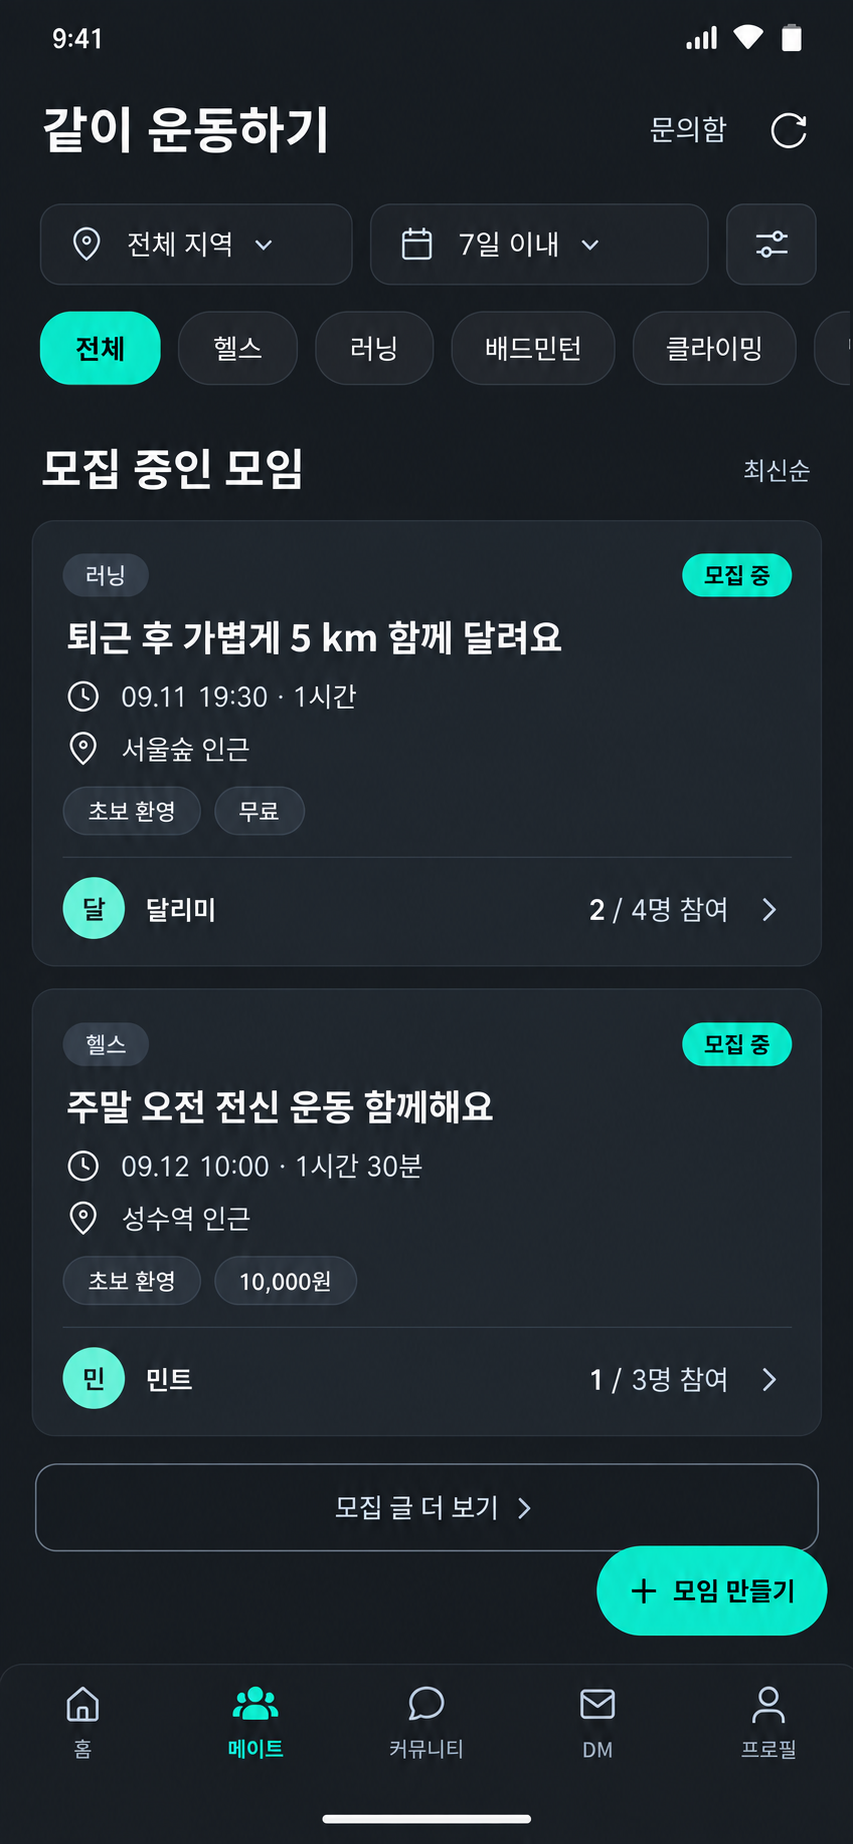 9:41
같이 운동하기
문의함
전체 지역
7일 이내
전체
헬스
러닝
배드민턴
클라이밍
모집 중인 모임
최신순
러닝
모집 중
퇴근 후 가볍게 5 km 함께 달려요
09.11 19:30 · 1시간
서울숲 인근
초보 환영
무료
달
달리미
2 / 4명 참여
헬스
모집 중
주말 오전 전신 운동 함께해요
09.12 10:00 · 1시간 30분
성수역 인근
초보 환영
10,000원
민
민트
1 / 3명 참여
모집 글 더 보기
모임 만들기
홈
메이트
커뮤니티
DM
프로필